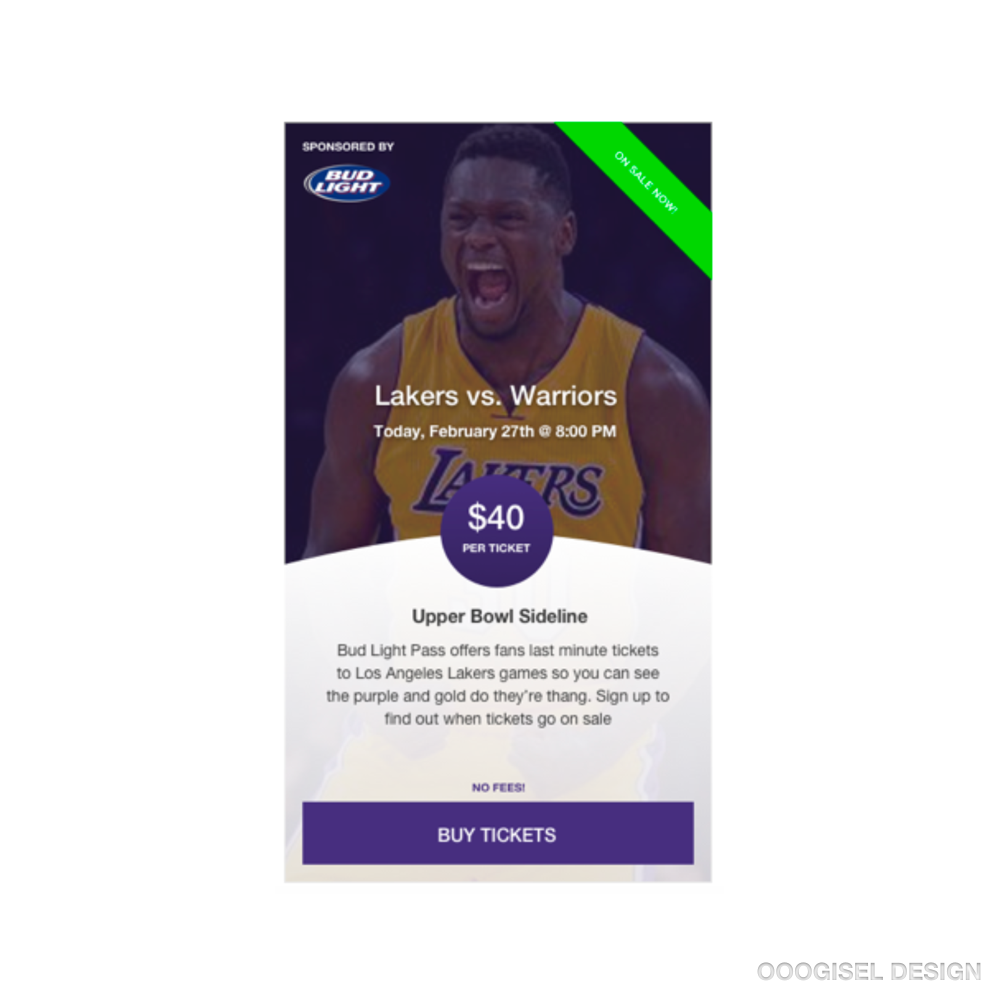 SPONSORED BY
BUD
LIGHT
ON SALE NOW!
Lakers vs. Warriors
Today, February 27th @ 8:00 PM
LAKERS
$40
PER TICKET
Upper Bowl Sideline
Bud Light Pass offers fans last minute tickets
to Los Angeles Lakers games so you can see
the purple and gold do they're thang. Sign up to
find out when tickets go on sale
NO FEES!
BUY TICKETS
OOOGISEL DESIGN